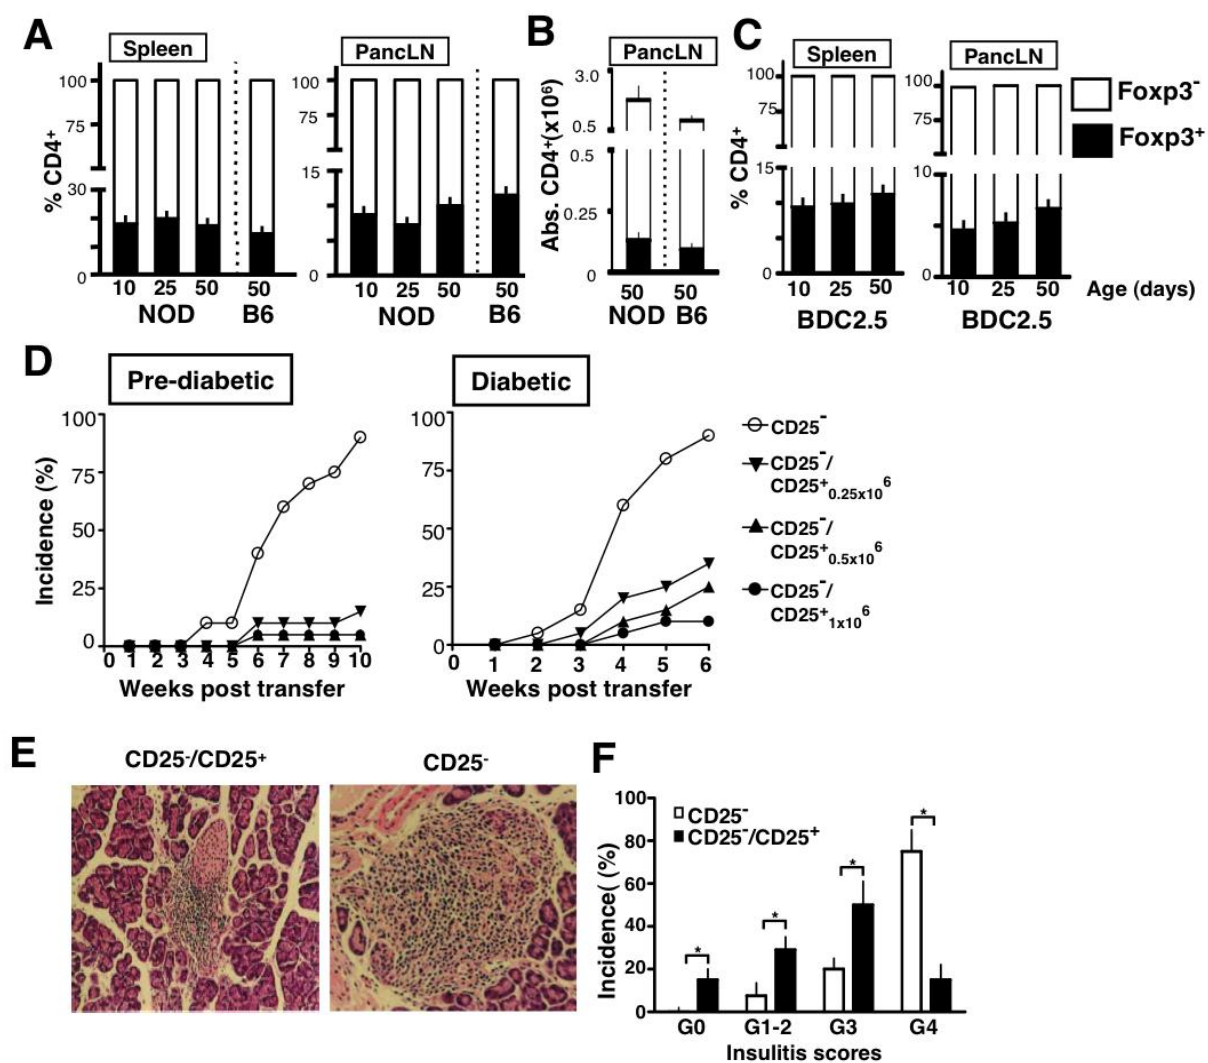 A
Spleen
% CD4⁺
100
75
30
0
10 25 50 50
NOD B6
PancLN
100
75
15
0
10 25 50 50
NOD B6
B
PancLN
Abs. CD4⁺(x10⁶)
3.0
0.5
0.5
0.25
0
50 50
NOD B6
C
Spleen
% CD4⁺
100
75
15
0
10 25 50
BDC2.5
PancLN
100
75
10
0
10 25 50
BDC2.5
Foxp3⁻
Foxp3⁺
Age (days)
D
Pre-diabetic
Incidence (%)
100
75
50
25
0
0 1 2 3 4 5 6 7 8 9 10
Weeks post transfer
Diabetic
100
75
50
25
0
0 1 2 3 4 5 6
Weeks post transfer
CD25⁻
CD25⁻/
CD25⁺0.25x10⁶
CD25⁻/
CD25⁺0.5x10⁶
CD25⁻/
CD25⁺1x10⁶
E
CD25⁻/CD25⁺
CD25⁻
F
Incidence( (%)
100
80
60
40
20
0
CD25⁻
CD25⁻/CD25⁺
* * * *
G0 G1-2 G3 G4
Insulitis scores